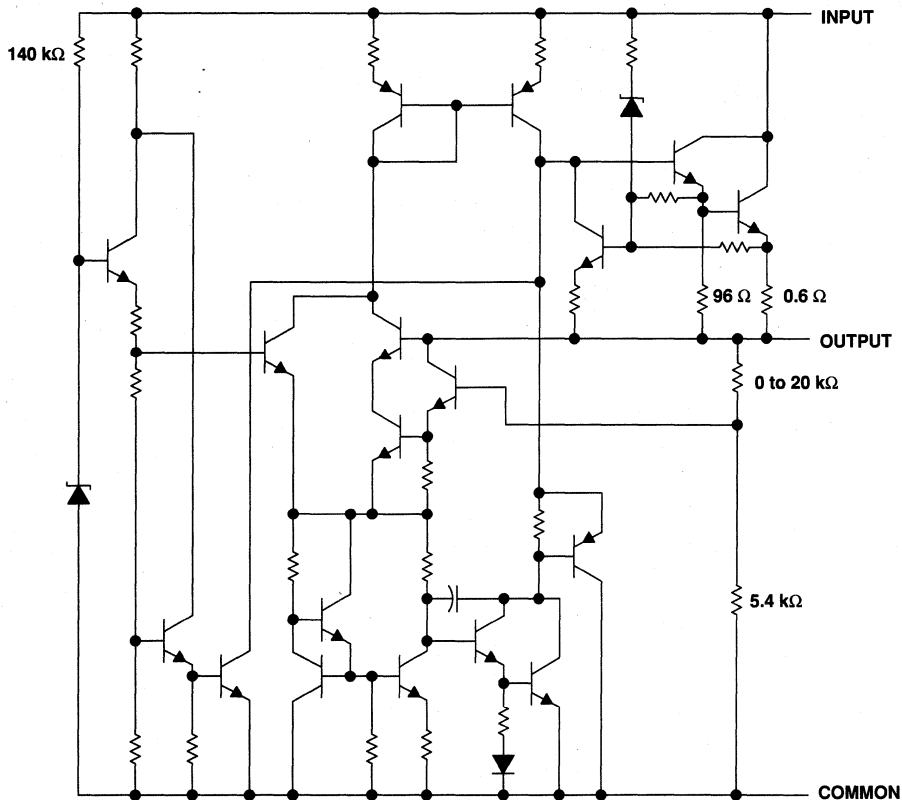 INPUT
140 kΩ
96 Ω
0.6 Ω
OUTPUT
0 to 20 kΩ
5.4 kΩ
COMMON